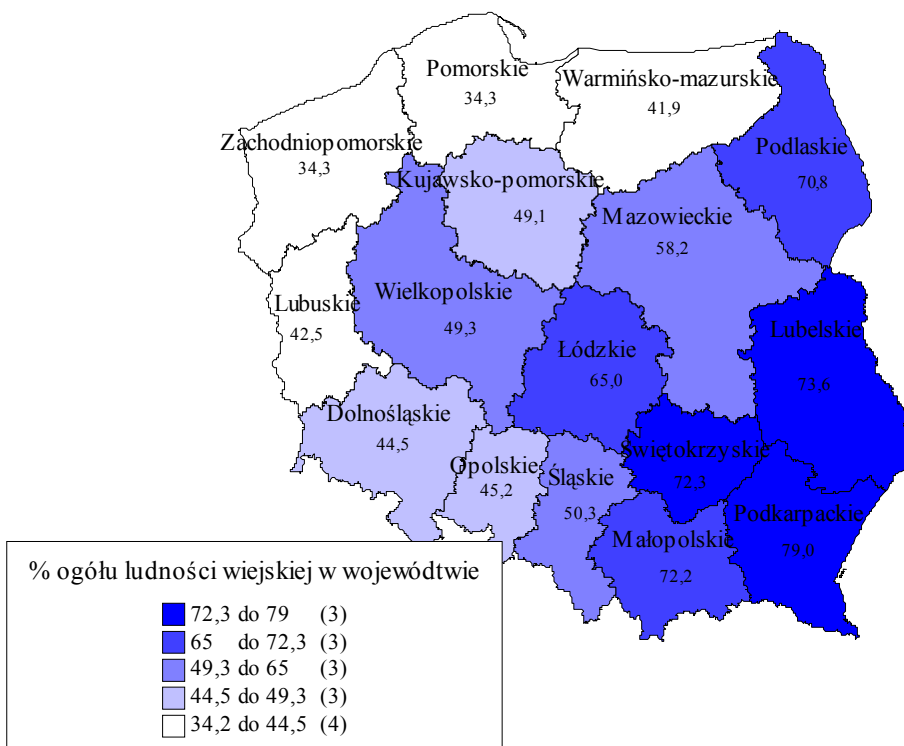 Pomorskie
34,3
Warmińsko-mazurskie
41,9
Zachodniopomorskie
34,3
Podlaskie
70,8
Kujawsko-pomorskie
49,1
Mazowieckie
58,2
Lubuskie
42,5
Wielkopolskie
49,3
Łódzkie
65,0
Lubelskie
73,6
Dolnośląskie
44,5
Opolskie
45,2
Śląskie
50,3
Świętokrzyskie
72,3
Małopolskie
72,2
Podkarpackie
79,0
% ogółu ludności wiejskiej w wojewódtwie
72,3 do 79 (3)
65 do 72,3 (3)
49,3 do 65 (3)
44,5 do 49,3 (3)
34,2 do 44,5 (4)